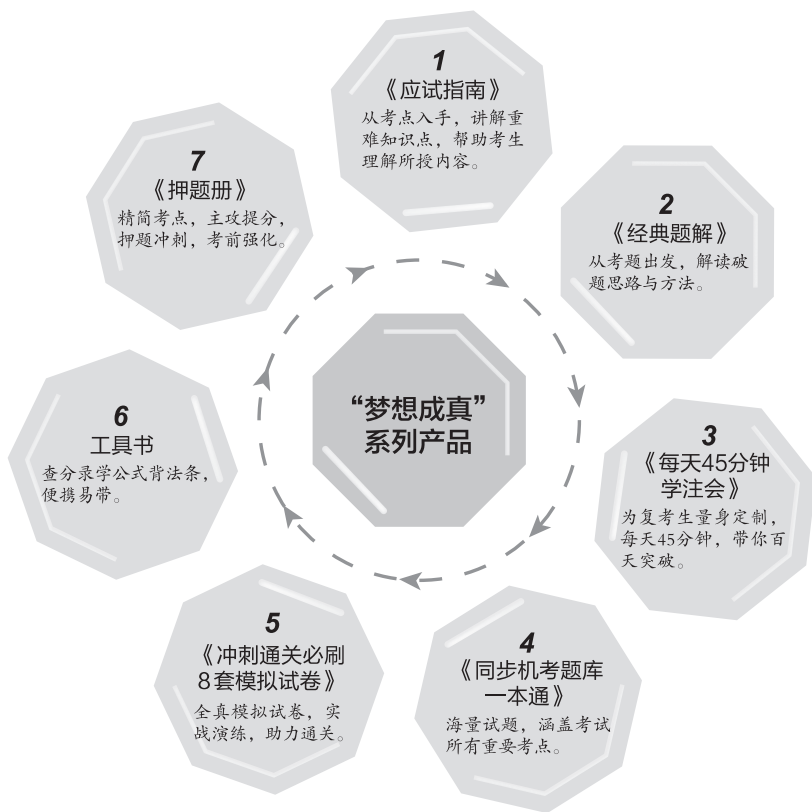 1
《应试指南》
从考点入手，讲解重
难知识点，帮助考生
理解所授内容。
2
《经典题解》
从考题出发，解读破
题思路与方法。
3
《每天45分钟
学注会》
为复考生量身定制，
每天45分钟，带你百
天突破。
4
《同步机考题库
一本通》
海量试题，涵盖考试
所有重要考点。
5
《冲刺通关必刷
8套模拟试卷》
全真模拟试卷，实
战演练，助力通关。
6
工具书
查分录学公式背法条，
便携易带。
7
《押题册》
精简考点，主攻提分，
押题冲刺，考前强化。
“梦想成真”
系列产品